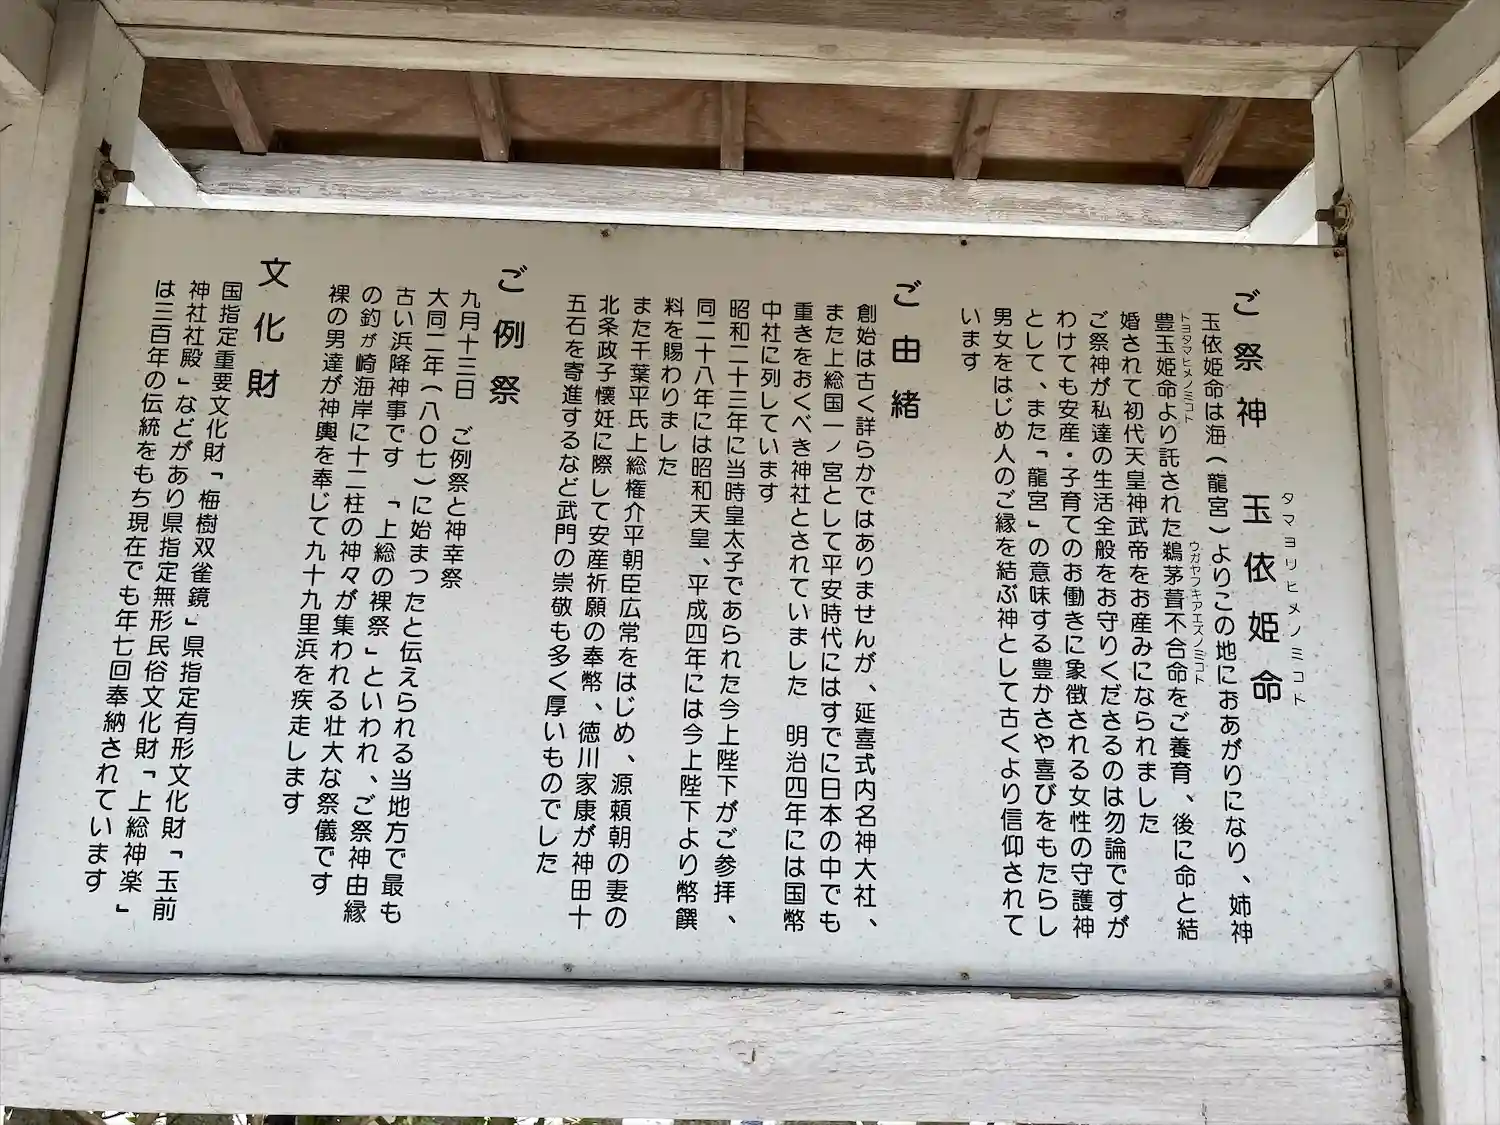 ご祭神　玉依姫命
タマヨリヒメノミコト
玉依姫命は海（龍宮）よりこの地におあがりになり、姉神
トヨタマヒメノミコト
豊玉姫命より託された鵜茅葺不合命をご養育、後に命と結
ウガヤフキアエズノミコト
婚されて初代天皇神武帝をお産みになられました
ご祭神が私達の生活全般をお守りくださるのは勿論ですが
わけても安産・子育てのお働きに象徴される女性の守護神
として、また「龍宮」の意味する豊かさや喜びをもたらし
男女をはじめ人のご縁を結ぶ神として古くより信仰されて
います
ご由緒
創始は古く詳らかではありませんが、延喜式内名神大社、
また上総国一ノ宮として平安時代にはすでに日本の中でも
重きをおくべき神社とされていました　明治四年には国幣
中社に列しています
昭和二十三年に当時皇太子であられた今上陛下がご参拝、
同二十八年には昭和天皇、平成四年には今上陛下より幣饌
料を賜わりました
また千葉平氏上総権介平朝臣広常をはじめ、源頼朝の妻の
北条政子懐妊に際して安産祈願の奉幣、徳川家康が神田十
五石を寄進するなど武門の崇敬も多く厚いものでした
ご例祭
九月十三日　ご例祭と神幸祭
大同二年（八〇七）に始まったと伝えられる当地方で最も
古い浜降神事です　「上総の裸祭」といわれ、ご祭神由縁
の釣ヶ崎海岸に十二柱の神々が集われる壮大な祭儀です
裸の男達が神輿を奉じて九十九里浜を疾走します
文化財
国指定重要文化財「梅樹双雀鏡」県指定有形文化財「玉前
神社社殿」などがあり県指定無形民俗文化財「上総神楽」
は三百年の伝統をもち現在でも年七回奉納されています